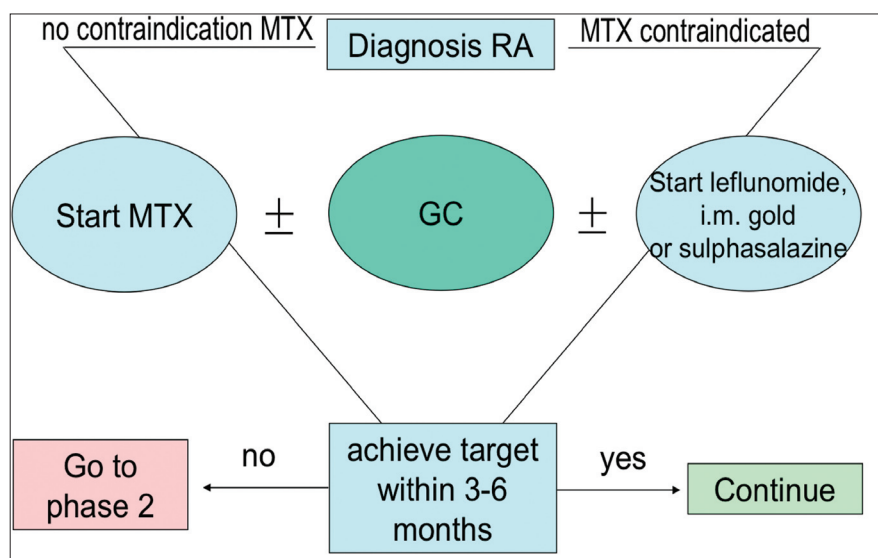 no contraindication MTX
Diagnosis RA
MTX contraindicated
Start MTX
±
GC
±
Start leflunomide,
i.m. gold
or sulphasalazine
achieve target
within 3-6
months
no
yes
Go to
phase 2
Continue